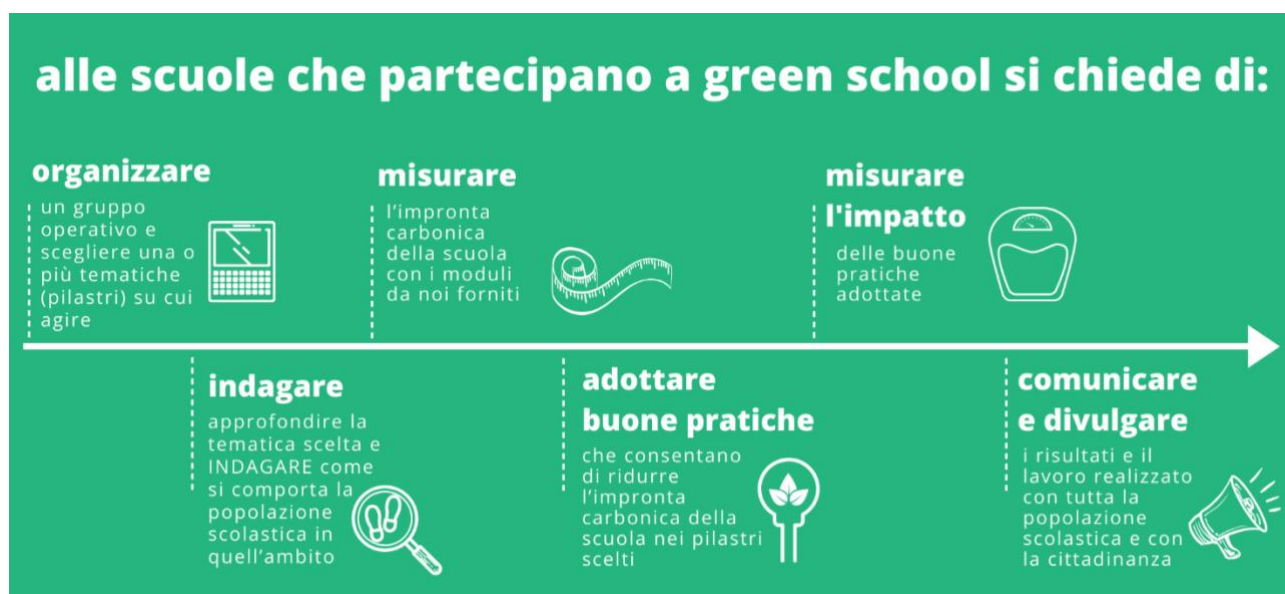 alle scuole che partecipano a green school si chiede di:
organizzare
un gruppo
operativo e
scegliere una o
più tematiche
(pilastri) su cui
agire
indagare
approfondire la
tematica scelta e
INDAGARE come
si comporta la
popolazione
scolastica in
quell'ambito
misurare
l'impronta
carbonica
della scuola
con i moduli
da noi forniti
adottare
buone pratiche
che consentano
di ridurre
l'impronta
carbonica della
scuola nei pilastri
scelti
misurare
l'impatto
delle buone
pratiche
adottate
comunicare
e divulgare
i risultati e il
lavoro realizzato
con tutta la
popolazione
scolastica e con
la cittadinanza